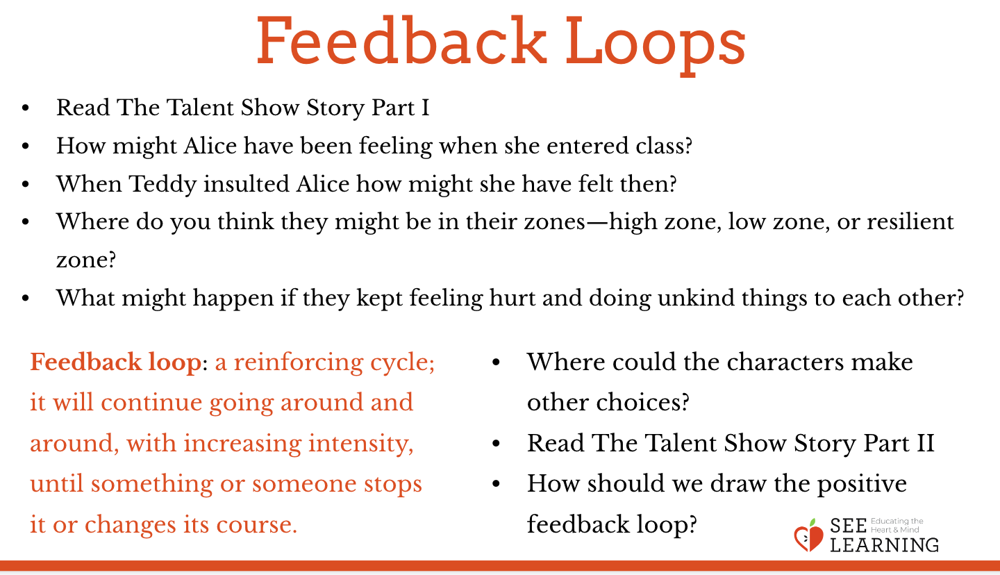 Feedback Loops
• Read The Talent Show Story Part I
• How might Alice have been feeling when she entered class?
• When Teddy insulted Alice how might she have felt then?
• Where do you think they might be in their zones—high zone, low zone, or resilient
zone?
• What might happen if they kept feeling hurt and doing unkind things to each other?
Feedback loop: a reinforcing cycle;
it will continue going around and
around, with increasing intensity,
until something or someone stops
it or changes its course.
• Where could the characters make
other choices?
• Read The Talent Show Story Part II
• How should we draw the positive
feedback loop?
SEE
Educating the
Heart & Mind
LEARNING